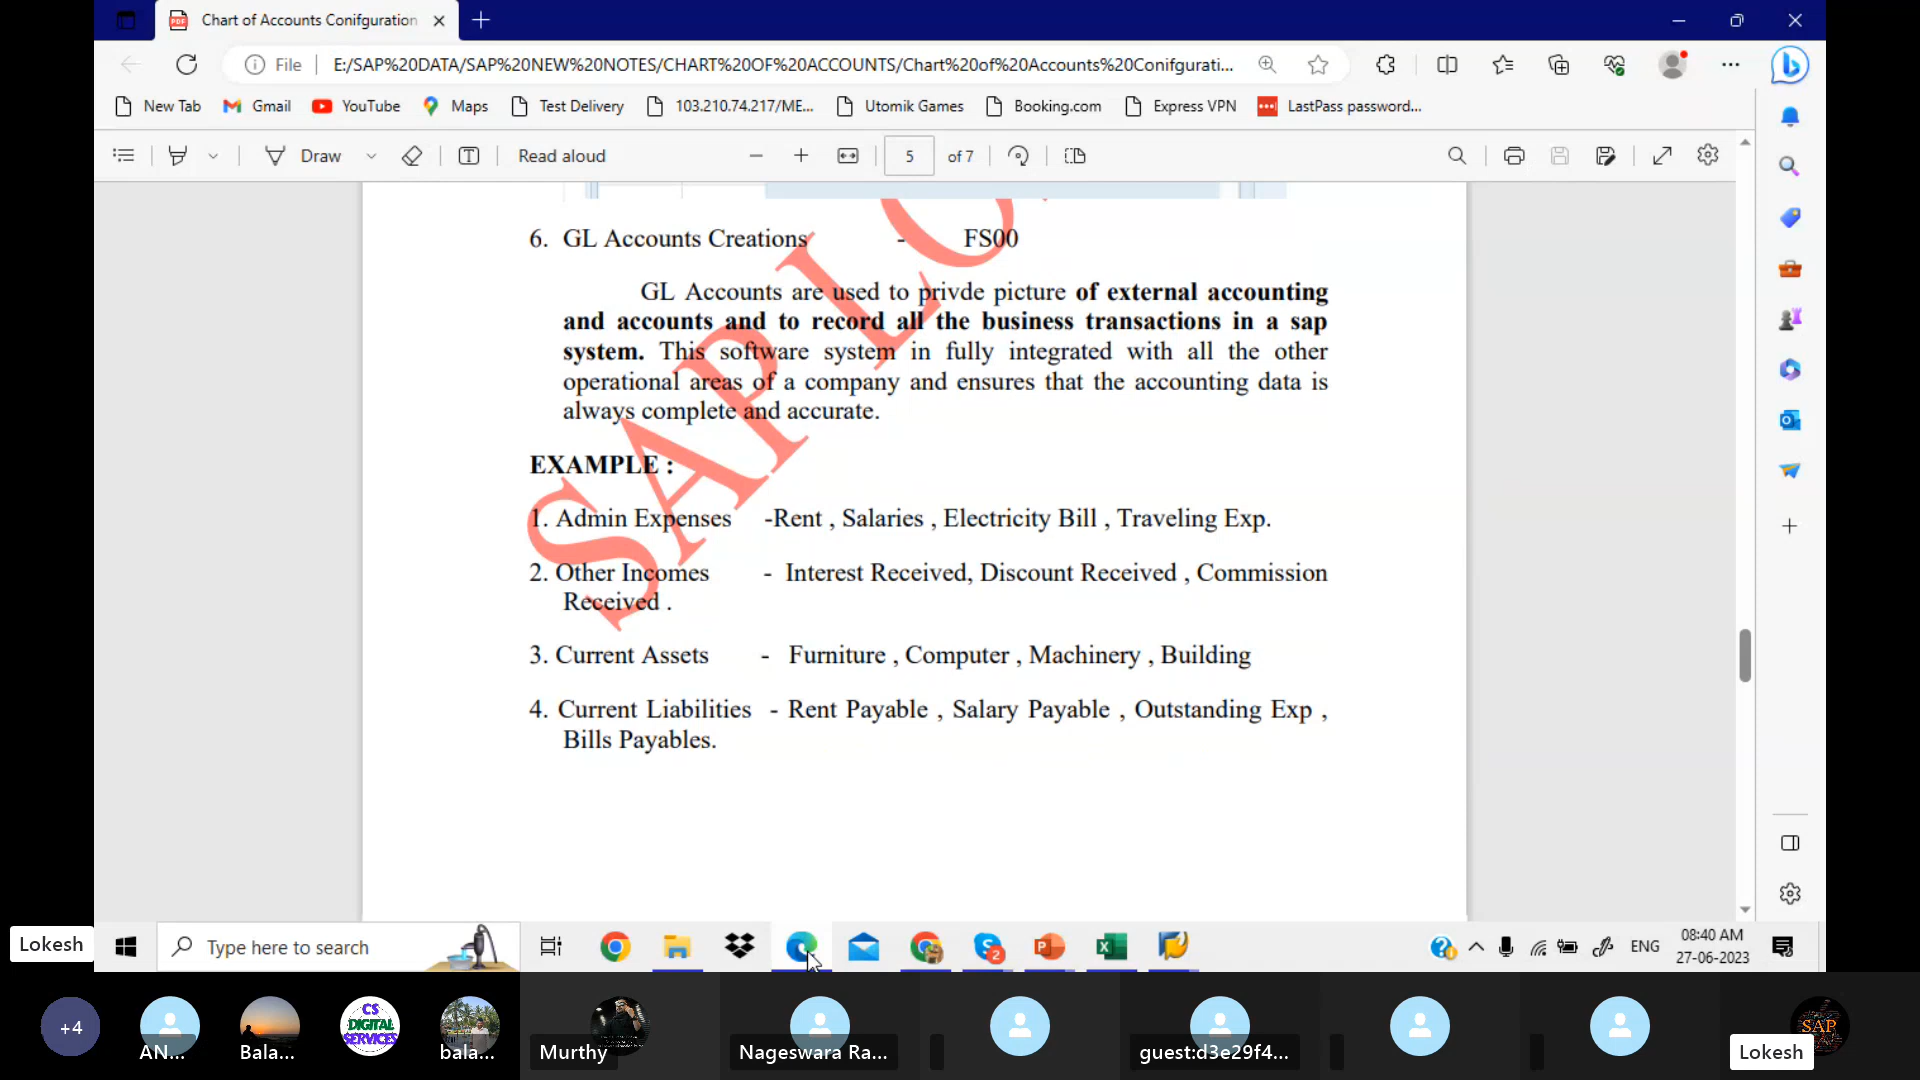 Chart of Accounts Conifguration
File
E:/SAP%20DATA/SAP%20NEW%20NOTES/CHART%20OF%20ACCOUNTS/Chart%20of%20Accounts%20Conifgurati...
New Tab Gmail YouTube Maps Test Delivery 103.210.74.217/ME... Utomik Games Booking.com Express VPN LastPass password...
Draw Read aloud 5 of 7
6. GL Accounts Creations - FS00
GL Accounts are used to privde picture of external accounting
and accounts and to record all the business transactions in a sap
system. This software system in fully integrated with all the other
operational areas of a company and ensures that the accounting data is
always complete and accurate.
EXAMPLE :
1. Admin Expenses -Rent , Salaries , Electricity Bill , Traveling Exp.
2. Other Incomes - Interest Received, Discount Received , Commission
Received .
3. Current Assets - Furniture , Computer , Machinery , Building
4. Current Liabilities - Rent Payable , Salary Payable , Outstanding Exp ,
Bills Payables.
SAP LO
Lokesh
Type here to search
2
ENG
08:40 AM
27-06-2023
+4
AN...
Bala...
CS
DIGITAL
SERVICES
bala...
Murthy
Nageswara Ra...
guest:d3e29f4...
SAP
Lokesh